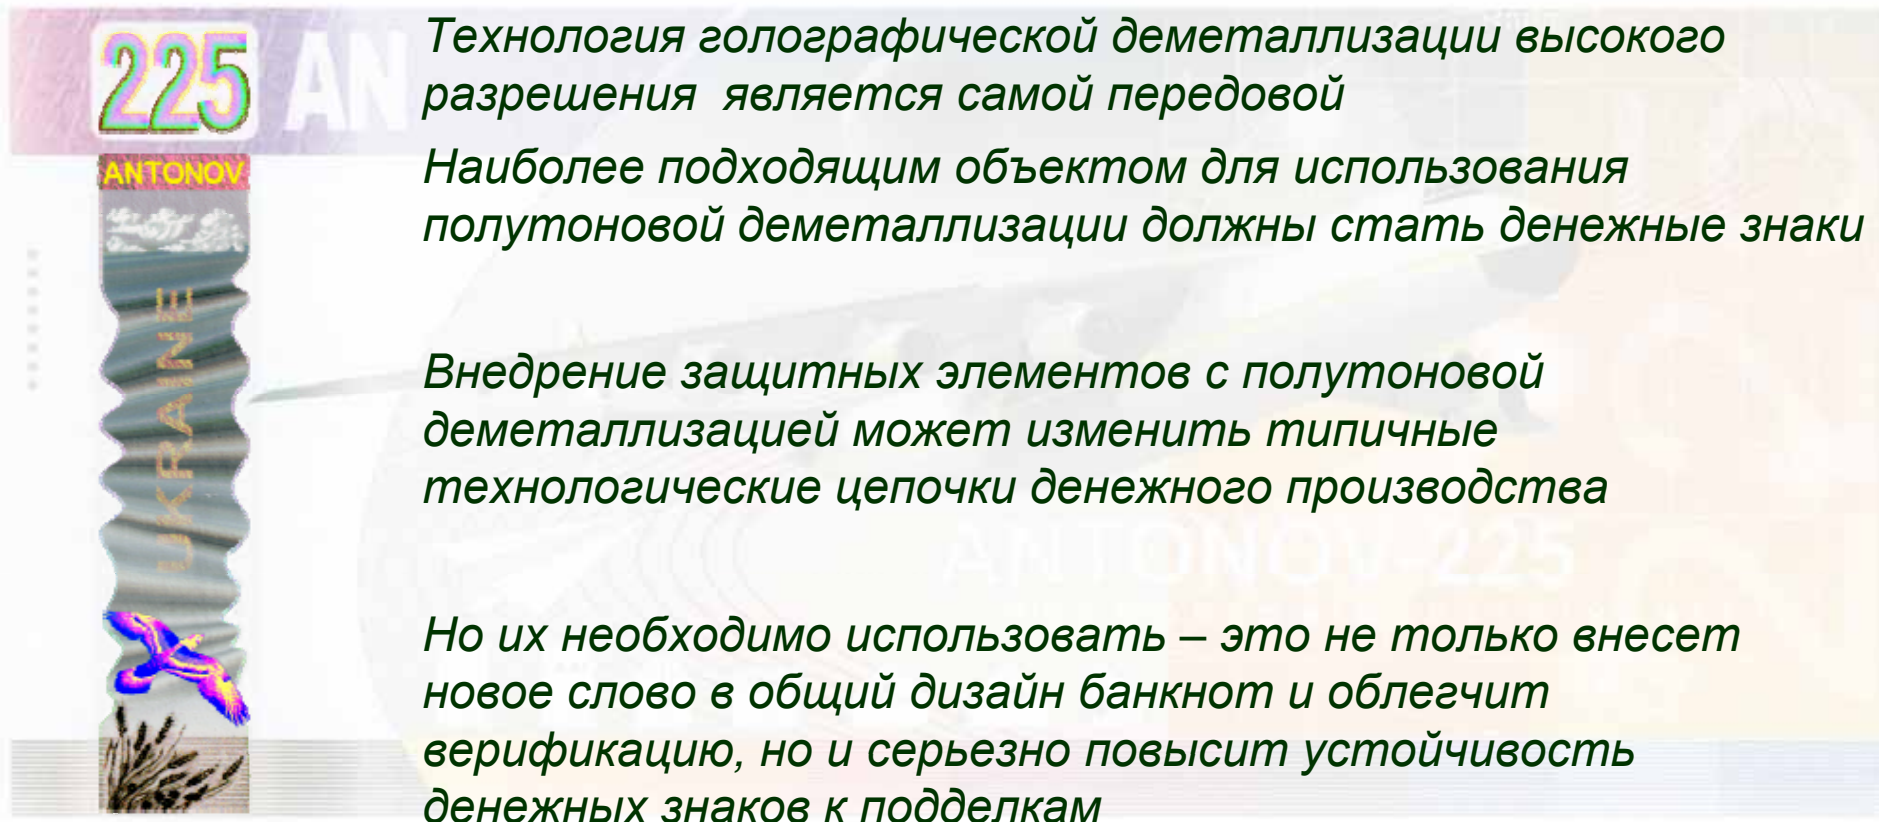 225 AN
ANTONOV
UKRAINE
Технология голографической деметаллизации высокого
разрешения является самой передовой
Наиболее подходящим объектом для использования
полутоновой деметаллизации должны стать денежные знаки
Внедрение защитных элементов с полутоновой
деметаллизацией может изменить типичные
технологические цепочки денежного производства
ANTONOV-225
Но их необходимо использовать – это не только внесет
новое слово в общий дизайн банкнот и облегчит
верификацию, но и серьезно повысит устойчивость
денежных знаков к подделкам